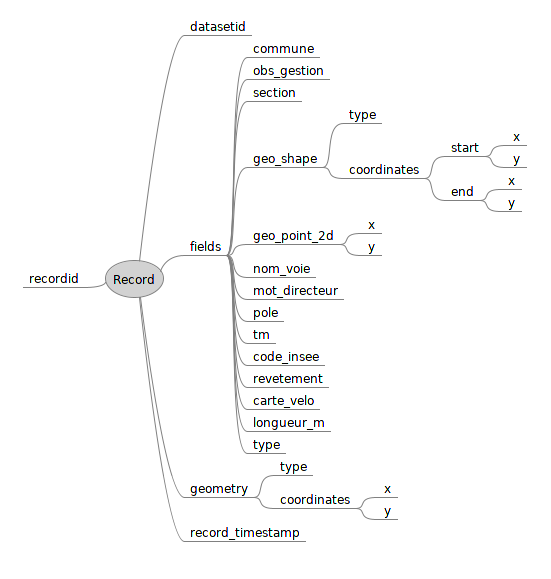 datasetid
commune
obs_gestion
section
type
geo_shape
coordinates
start
x
y
end
x
y
geo_point_2d
x
y
fields
nom_voie
mot_directeur
pole
tm
code_insee
revetement
carte_velo
longueur_m
type
recordid
Record
geometry
type
coordinates
x
y
record_timestamp